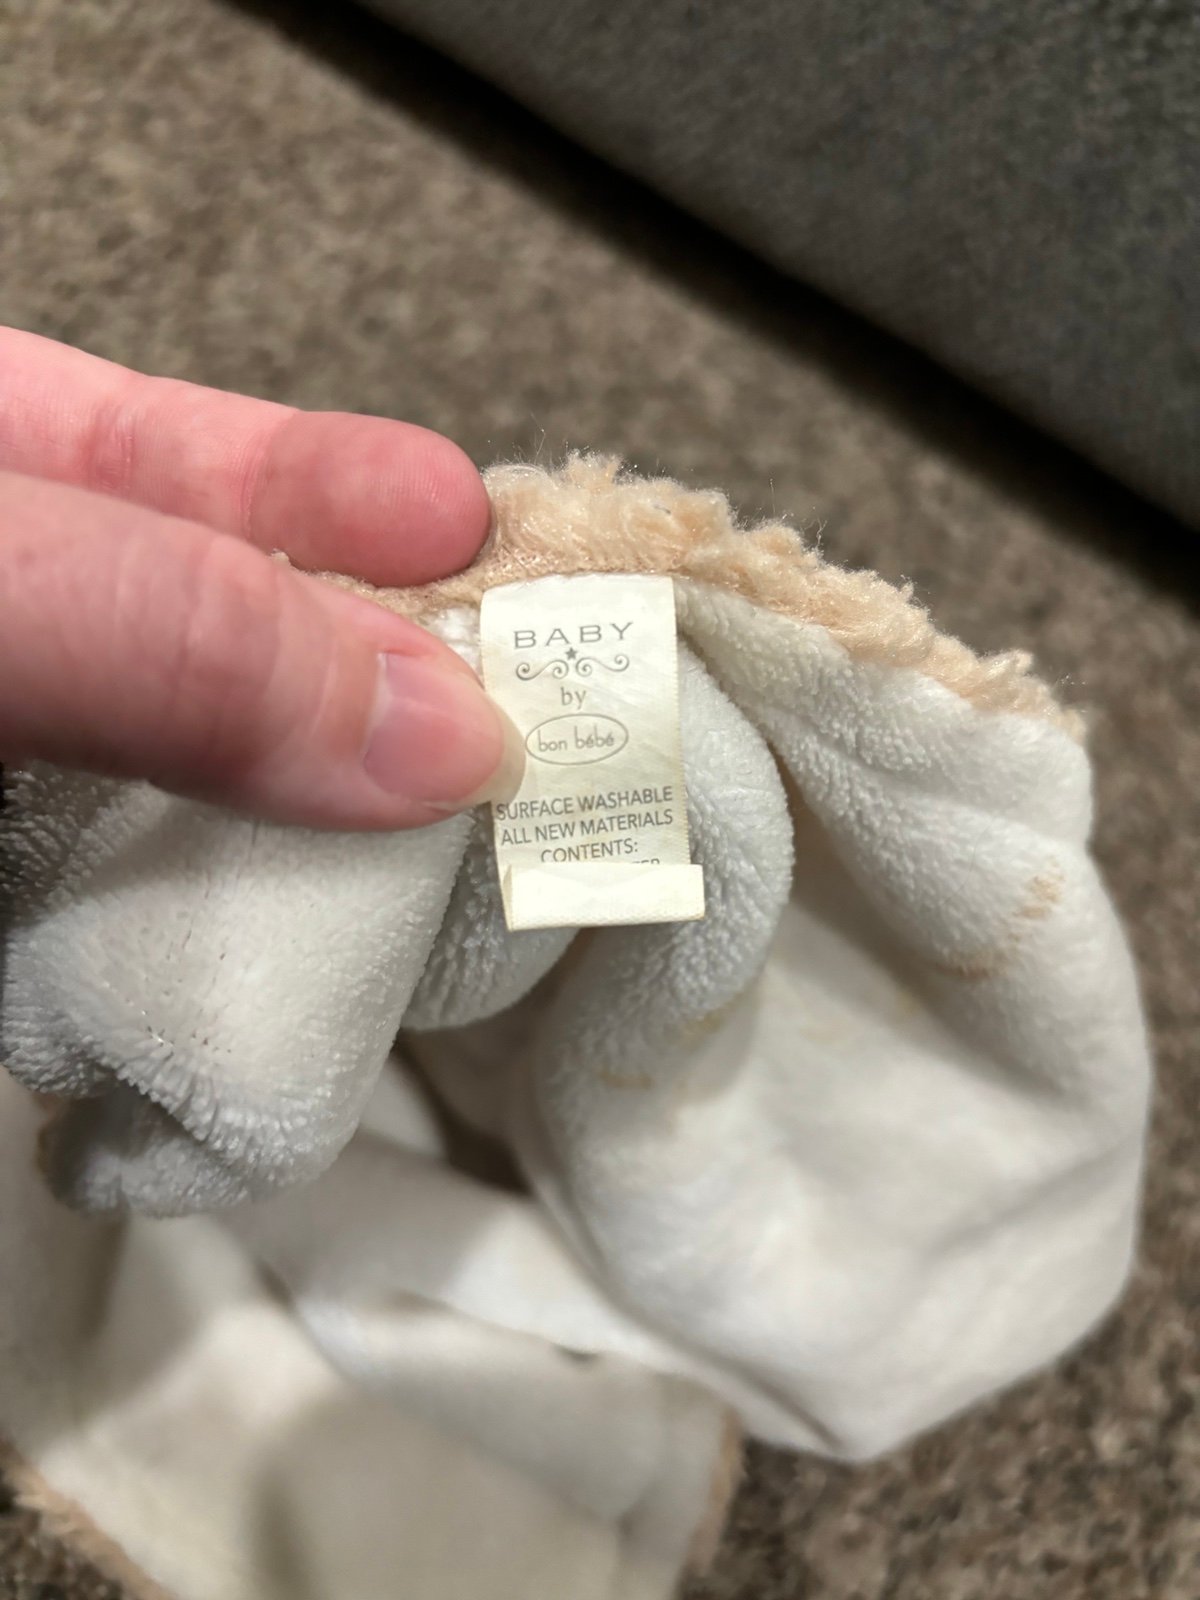 BABY
by
bon bébé
SURFACE WASHABLE
ALL NEW MATERIALS
CONTENTS: